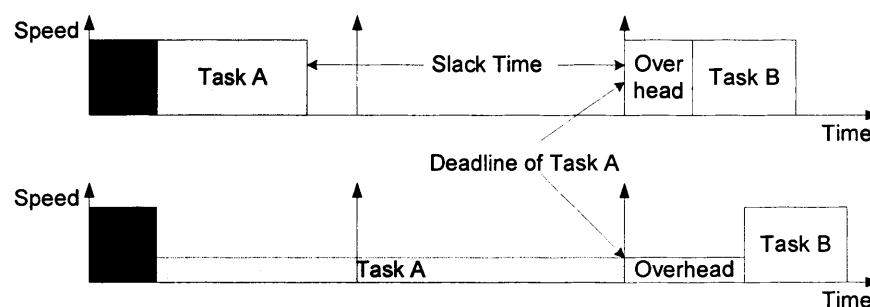 Speed
Task A
Slack Time
Over
head
Task B
Time
Deadline of Task A
Speed
Task A
Overhead
Task B
Time